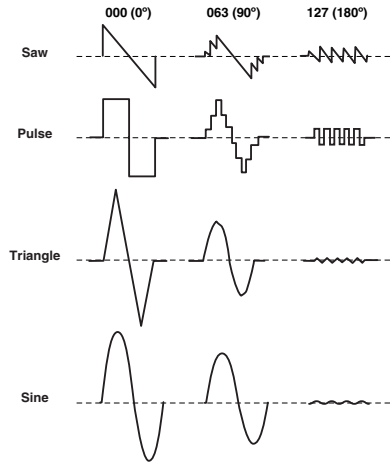 000 (0º) 063 (90º) 127 (180º)
Saw
Pulse
Triangle
Sine